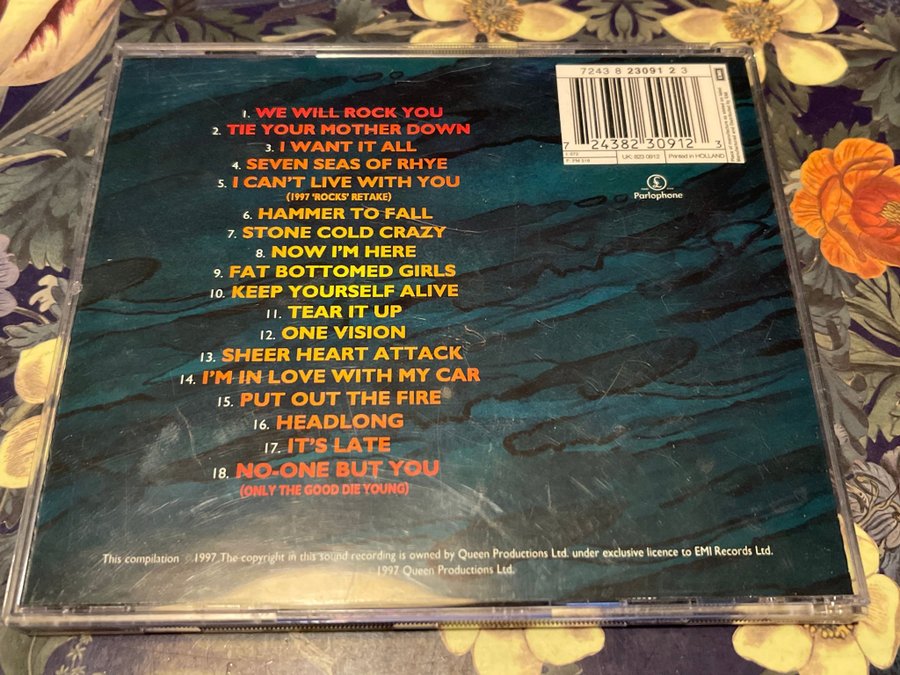 7243 8 23091 2 3
7 24382 30912 3
UK: 823 0912
Printed in HOLLAND
Parlophone
1. WE WILL ROCK YOU
2. TIE YOUR MOTHER DOWN
3. I WANT IT ALL
4. SEVEN SEAS OF RHYE
5. I CAN'T LIVE WITH YOU
(1997 'ROCKS' RETAKE)
6. HAMMER TO FALL
7. STONE COLD CRAZY
8. NOW I'M HERE
9. FAT BOTTOMED GIRLS
10. KEEP YOURSELF ALIVE
11. TEAR IT UP
12. ONE VISION
13. SHEER HEART ATTACK
14. I'M IN LOVE WITH MY CAR
15. PUT OUT THE FIRE
16. HEADLONG
17. IT'S LATE
18. NO-ONE BUT YOU
(ONLY THE GOOD DIE YOUNG)
This compilation ©1997 The copyright in this sound recording is owned by Queen Productions Ltd. under exclusive licence to EMI Records Ltd.
1997 Queen Productions Ltd.